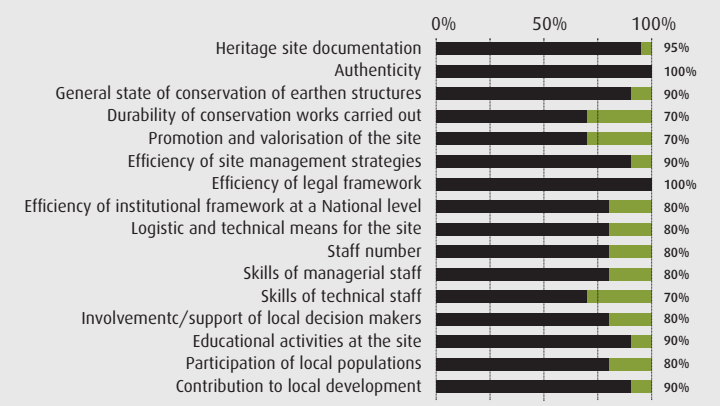 0% 50% 100%
Heritage site documentation 95%
Authenticity 100%
General state of conservation of earthen structures 90%
Durability of conservation works carried out 70%
Promotion and valorisation of the site 70%
Efficiency of site management strategies 90%
Efficiency of legal framework 100%
Efficiency of institutional framework at a National level 80%
Logistic and technical means for the site 80%
Staff number 80%
Skills of managerial staff 80%
Skills of technical staff 70%
Involvementc/support of local decision makers 80%
Educational activities at the site 90%
Participation of local populations 80%
Contribution to local development 90%